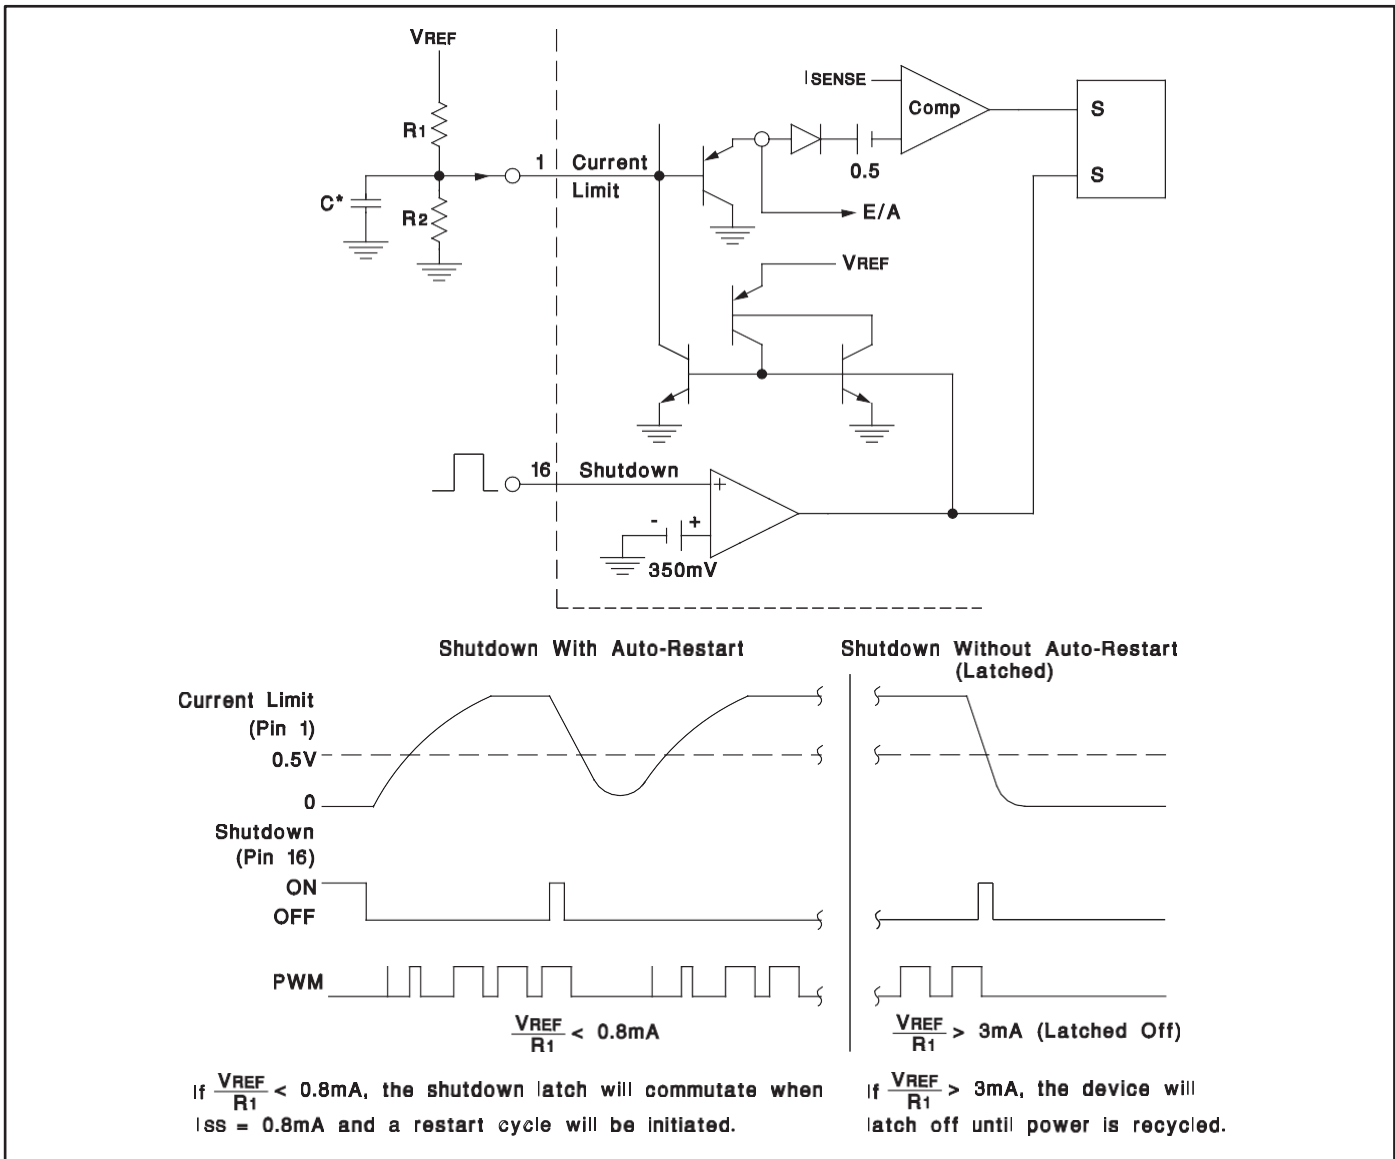 VREF
ISENSE
Comp
S
R1
1 Current
Limit
0.5
S
C*
R2
E/A
VREF
16 Shutdown
+
- +
350mV
Shutdown With Auto-Restart
Shutdown Without Auto-Restart
(Latched)
Current Limit
(Pin 1)
0.5V
0
Shutdown
(Pin 16)
ON
OFF
PWM
VREF
R1
< 0.8mA
VREF
R1
> 3mA (Latched Off)
If VREF/R1 < 0.8mA, the shutdown latch will commutate when
ISS = 0.8mA and a restart cycle will be initiated.
If VREF/R1 > 3mA, the device will
latch off until power is recycled.